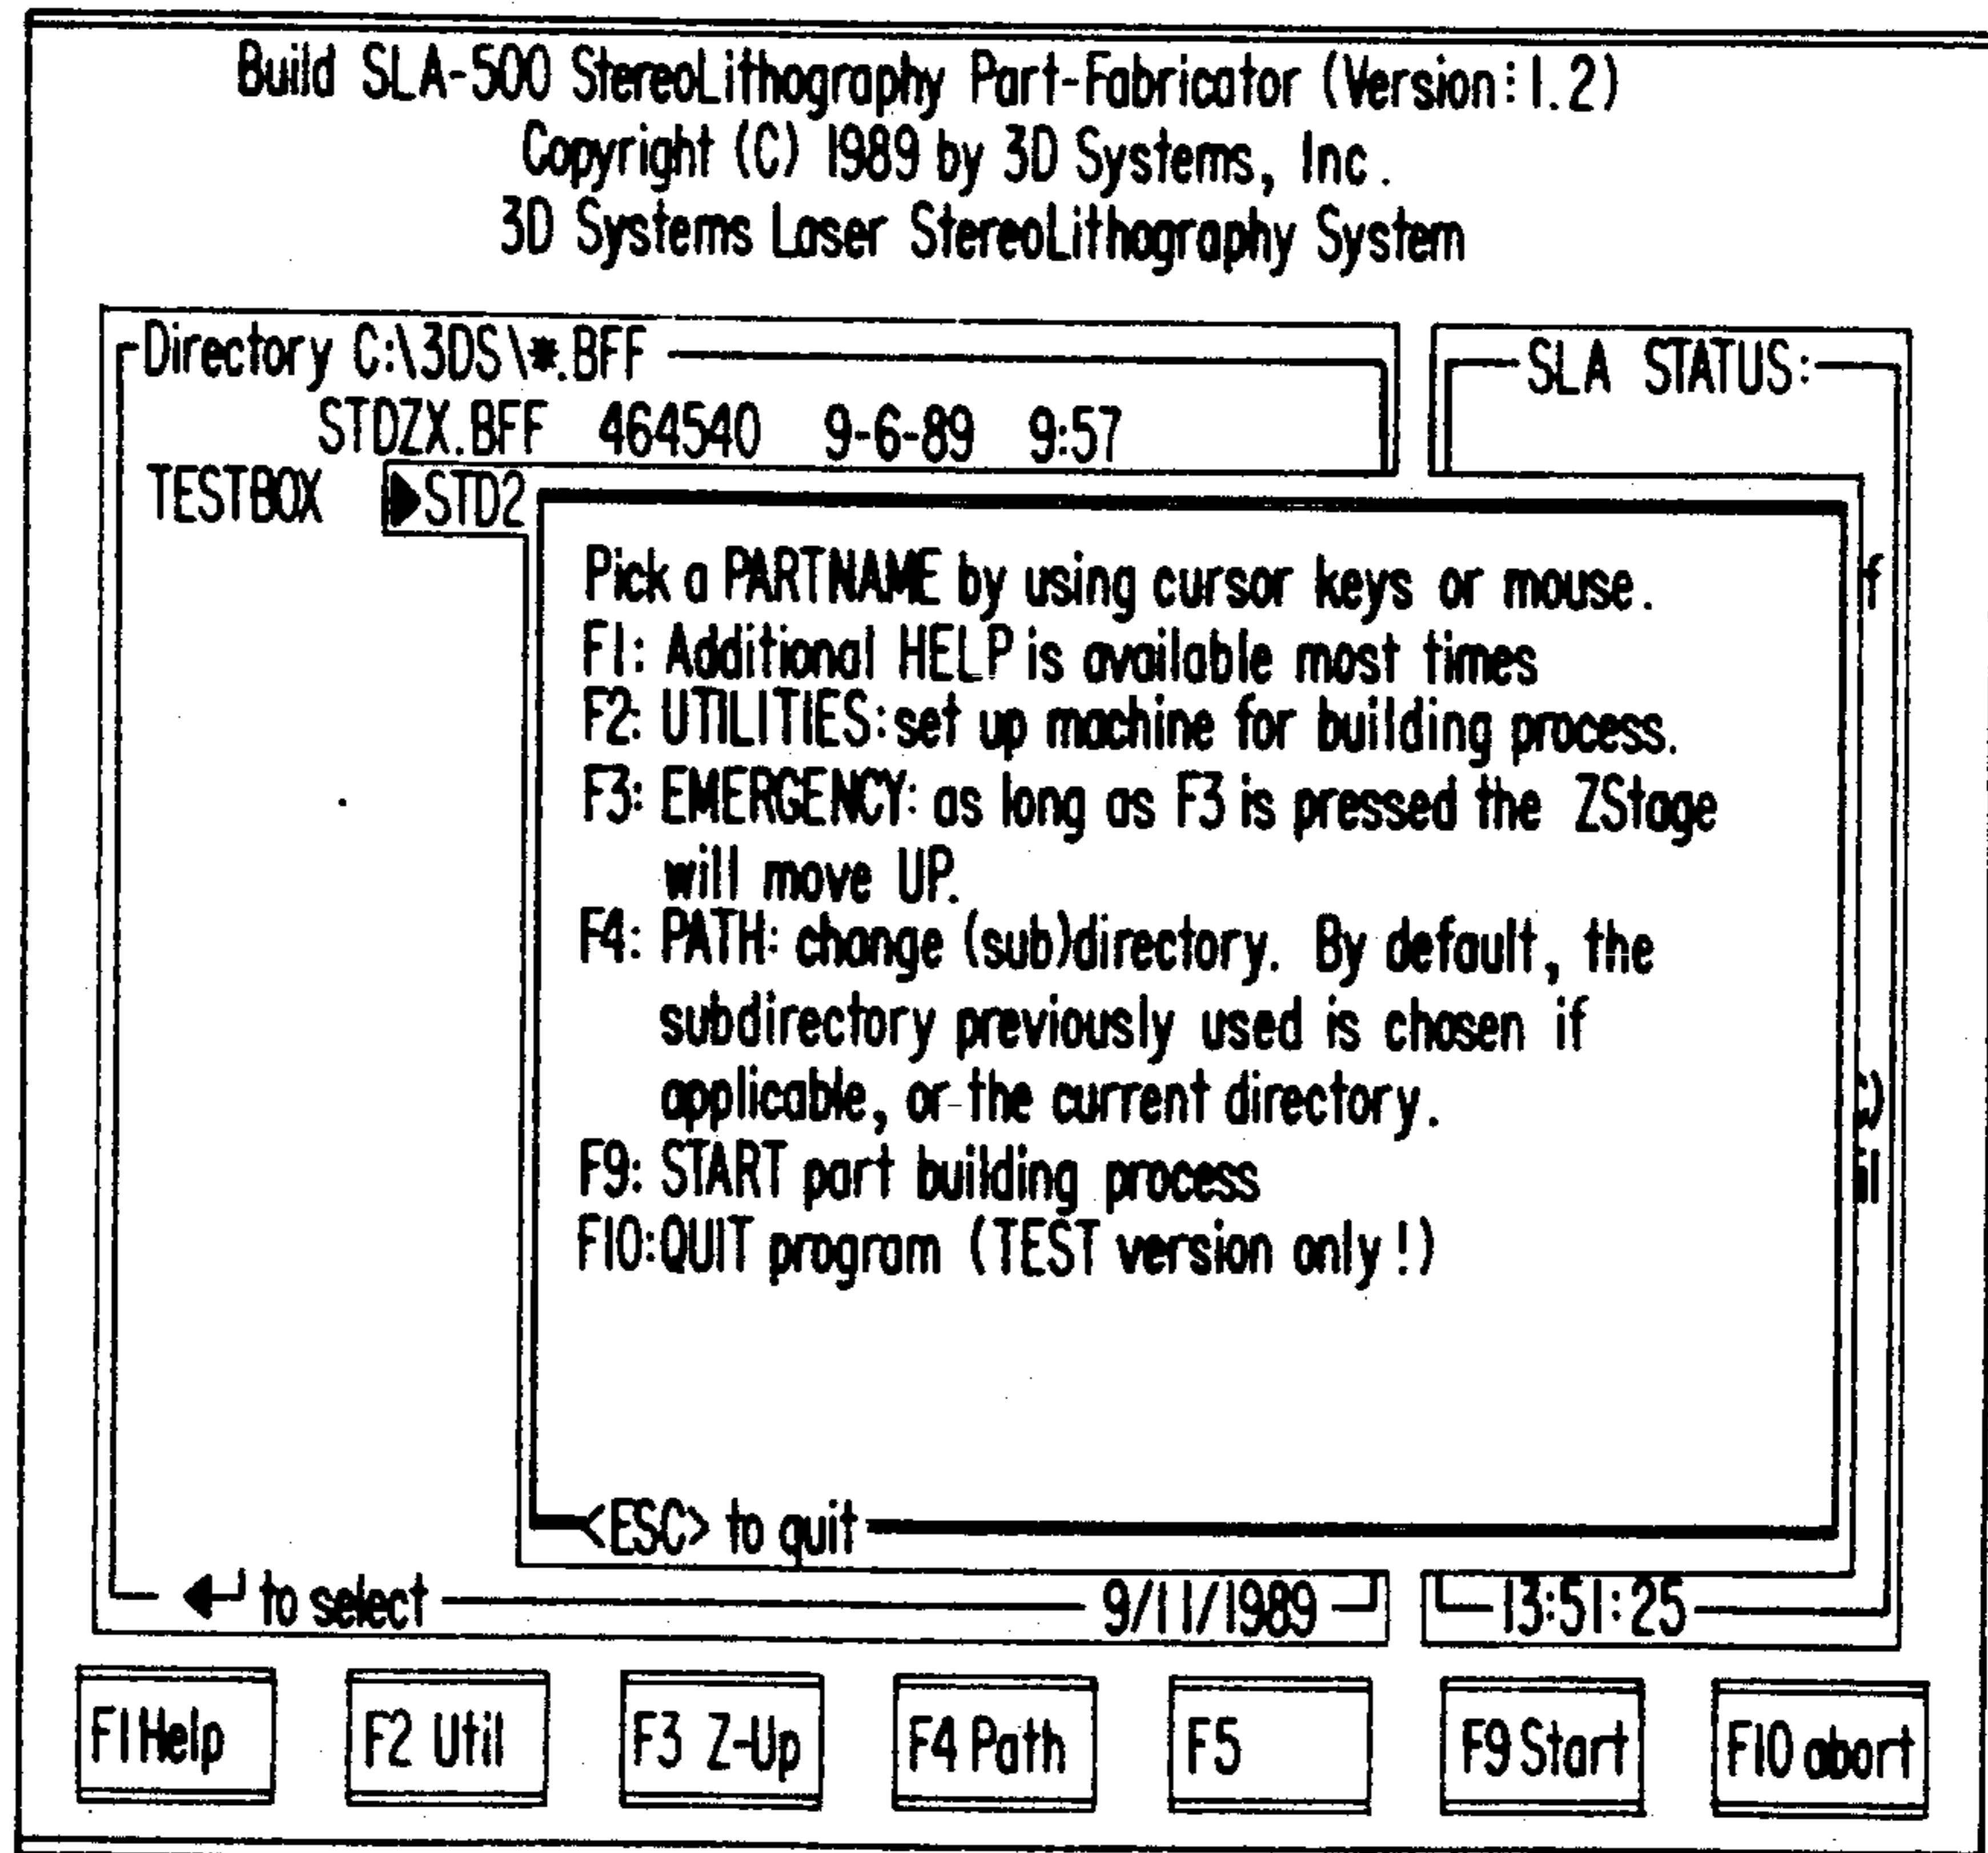 Build SLA-500 StereoLithography Part-Fabricator (Version:1.2)
Copyright (C) 1989 by 3D Systems, Inc.
3D Systems Laser StereoLithography System
Directory C:\3DS\*.BFF
SLA STATUS:
STDZX.BFF 464540 9-6-89 9:57
TESTBOX ▶STD2
Pick a PARTNAME by using cursor keys or mouse.
F1: Additional HELP is available most times
F2: UTILITIES: set up machine for building process.
F3: EMERGENCY: as long as F3 is pressed the ZStage
will move UP.
F4: PATH: change (sub)directory. By default, the
subdirectory previously used is chosen if
applicable, or the current directory.
F9: START part building process
F10:QUIT program (TEST version only!)
<ESC> to quit
to select
9/11/1989
13:51:25
F1 Help
F2 Util
F3 Z-Up
F4 Path
F5
F9 Start
F10 abort